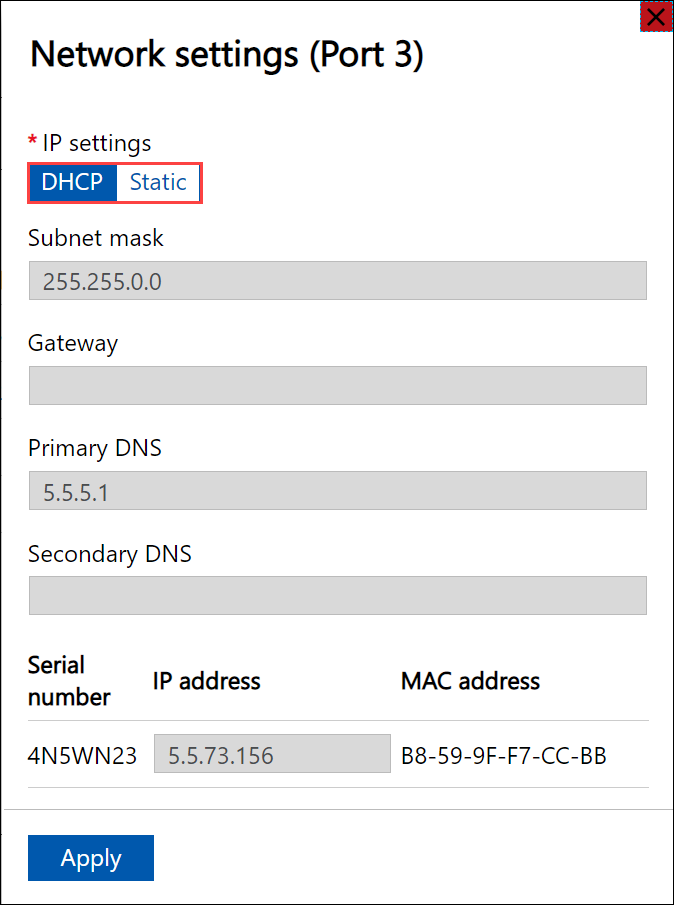 Network settings (Port 3)
* IP settings
DHCP Static
Subnet mask
255.255.0.0
Gateway
Primary DNS
5.5.5.1
Secondary DNS
Serial number IP address MAC address
4N5WN23 5.5.73.156 B8-59-9F-F7-CC-BB
Apply